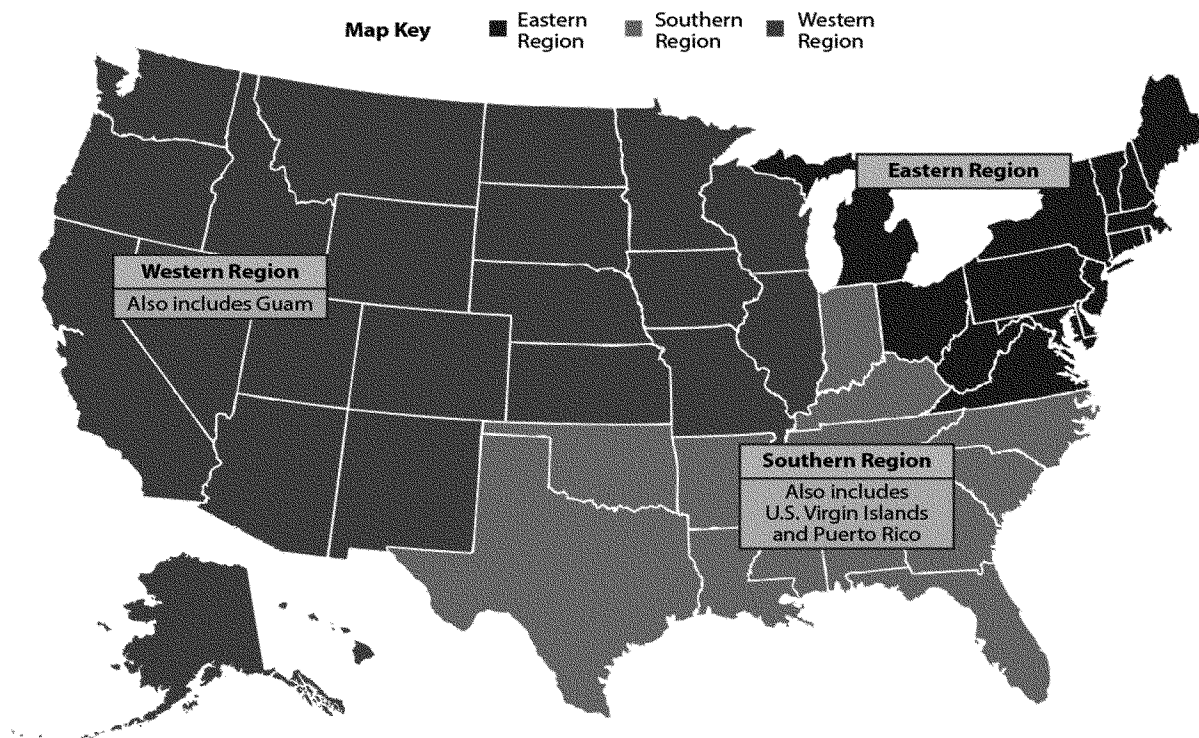 Map Key
Eastern
Region
Southern
Region
Western
Region
Eastern Region
Western Region
Also includes Guam
Southern Region
Also includes
U.S. Virgin Islands
and Puerto Rico